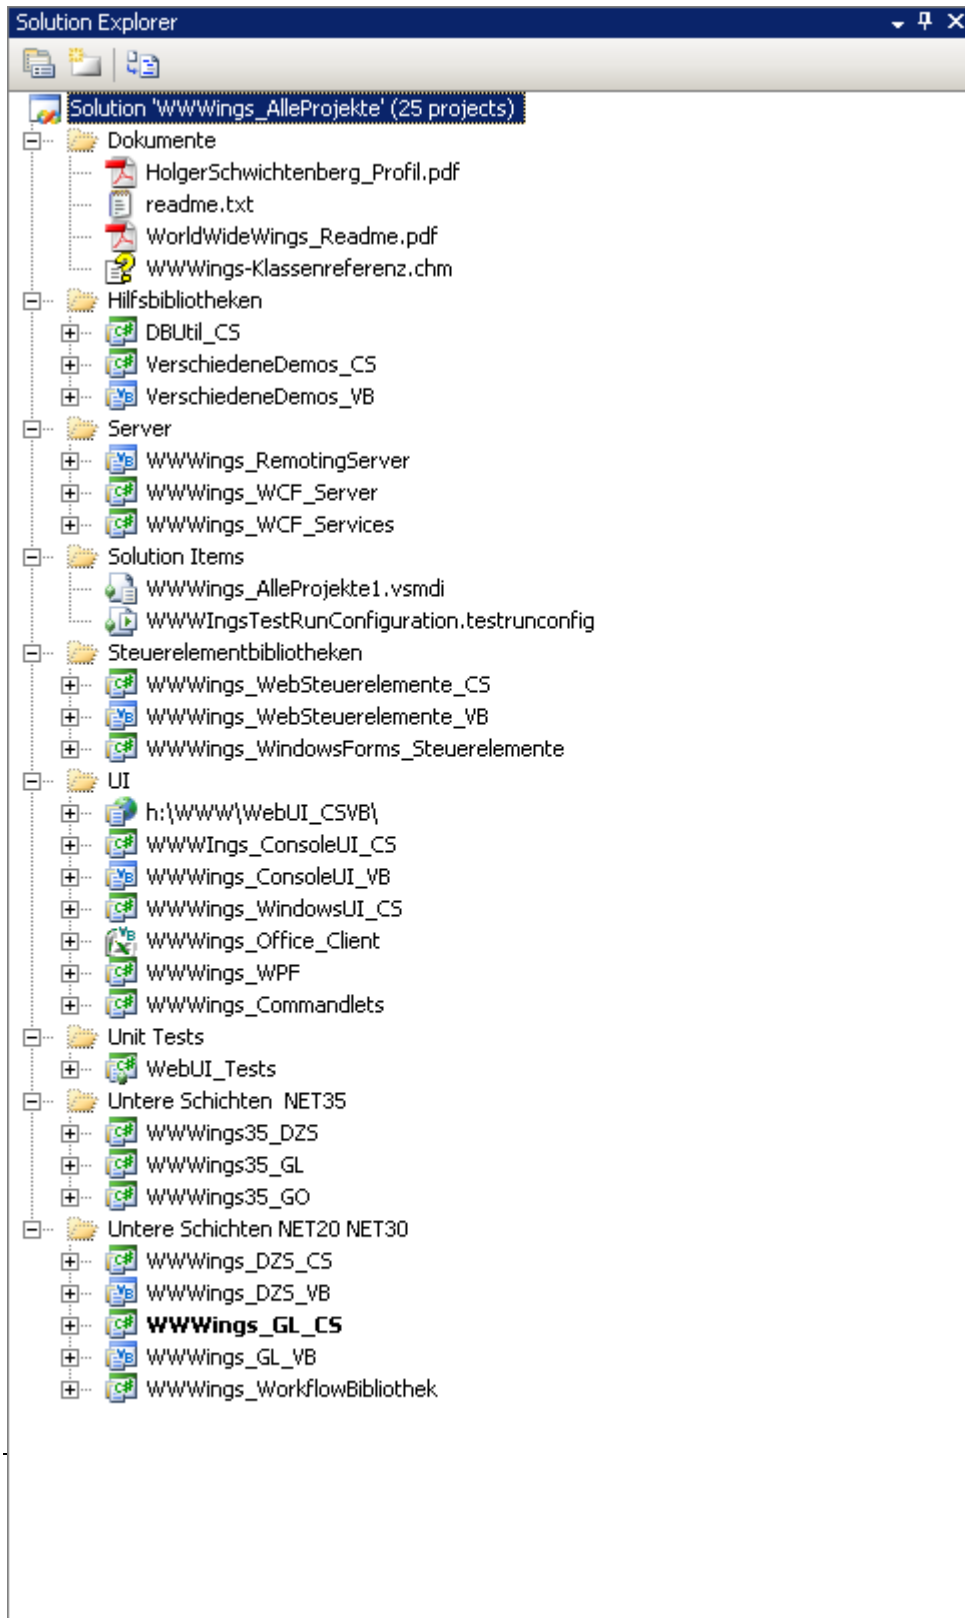 Solution Explorer
Solution 'WWWings_AlleProjekte' (25 projects)
Dokumente
HolgerSchwichtenberg_Profil.pdf
readme.txt
WorldWideWings_Readme.pdf
WWWings-Klassenreferenz.chm
Hilfsbibliotheken
DBUtil_CS
VerschiedeneDemos_CS
VerschiedeneDemos_VB
Server
WWWings_RemotingServer
WWWings_WCF_Server
WWWings_WCF_Services
Solution Items
WWWings_AlleProjekte1.vsmdi
WWWIngsTestRunConfiguration.testrunconfig
Steuerelementbibliotheken
WWWings_WebSteuerelemente_CS
WWWings_WebSteuerelemente_VB
WWWings_WindowsForms_Steuerelemente
UI
h:\WWW\WebUI_CSVB\
WWWIngs_ConsoleUI_CS
WWWings_ConsoleUI_VB
WWWings_WindowsUI_CS
WWWings_Office_Client
WWWings_WPF
WWWings_Commandlets
Unit Tests
WebUI_Tests
Untere Schichten  NET35
WWWings35_DZS
WWWings35_GL
WWWings35_GO
Untere Schichten NET20 NET30
WWWings_DZS_CS
WWWings_DZS_VB
WWWings_GL_CS
WWWings_GL_VB
WWWings_WorkflowBibliothek